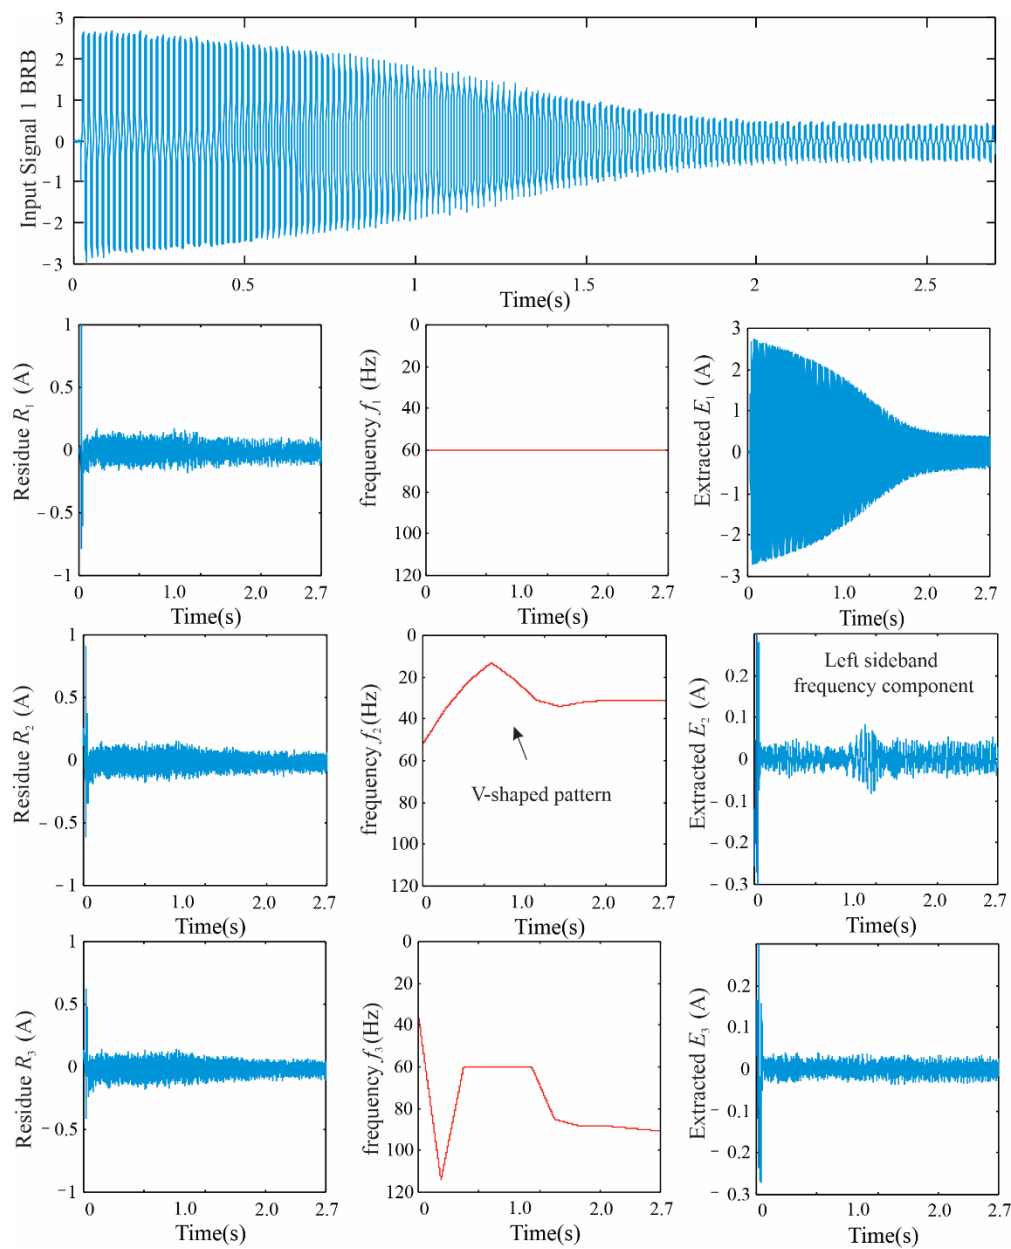 Input Signal 1 BRB
3
2
1
0
-1
-2
-3
0 0.5 1 1.5 2 2.5
Time(s)
Residue R1 (A)
1
0.5
0
-0.5
-1
0 1.0 2.0 2.7
Time(s)
frequency f1 (Hz)
0
20
40
60
80
100
120
0 1.0 2.0 2.7
Time(s)
Extracted E1 (A)
3
2
1
0
-1
-2
-3
0 1.0 2.0 2.7
Time(s)
Residue R2 (A)
1
0.5
0
-0.5
-1
0 1.0 2.0 2.7
Time(s)
frequency f2(Hz)
0
20
40
60
80
100
120
V-shaped pattern
0 1.0 2.0 2.7
Time(s)
Extracted E2 (A)
0.2
0.1
0
-0.1
-0.2
-0.3
Left sideband
frequency component
0 1.0 2.0 2.7
Time(s)
Residue R3 (A)
1
0.5
0
-0.5
-1
0 1.0 2.0 2.7
Time(s)
frequency f3(Hz)
0
20
40
60
80
100
120
0 1.0 2.0 2.7
Time(s)
Extracted E3 (A)
0.2
0.1
0
-0.1
-0.2
-0.3
0 1.0 2.0 2.7
Time(s)